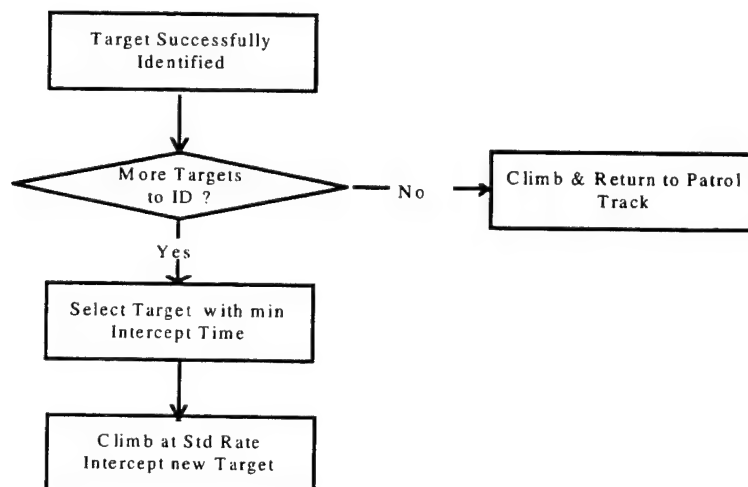 Target Successfully
Identified
More Targets
to ID ?
No
Climb & Return to Patrol
Track
Yes
Select Target with min
Intercept Time
Climb at Std Rate
Intercept new Target